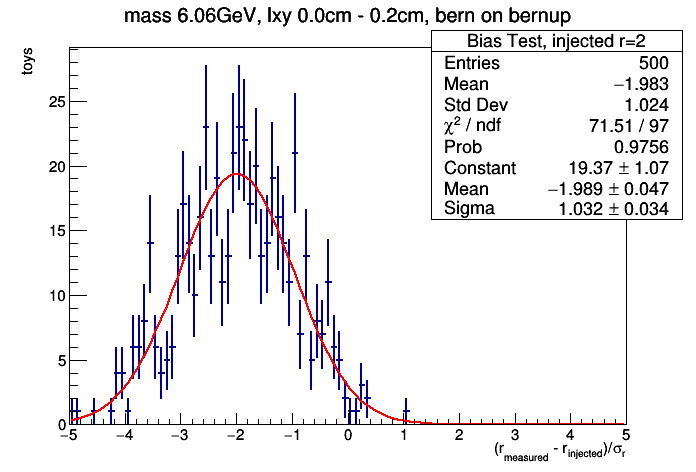 mass 6.06GeV, lxy 0.0cm - 0.2cm, bern on bernup
Bias Test, injected r=2
Entries 500
Mean −1.983
Std Dev 1.024
χ² / ndf 71.51 / 97
Prob 0.9756
Constant 19.37 ± 1.07
Mean −1.989 ± 0.047
Sigma 1.032 ± 0.034
toys
25
20
15
10
5
0
−5 −4 −3 −2 −1 0 1 2 3 4 5
(r_measured - r_injected)/σ_r